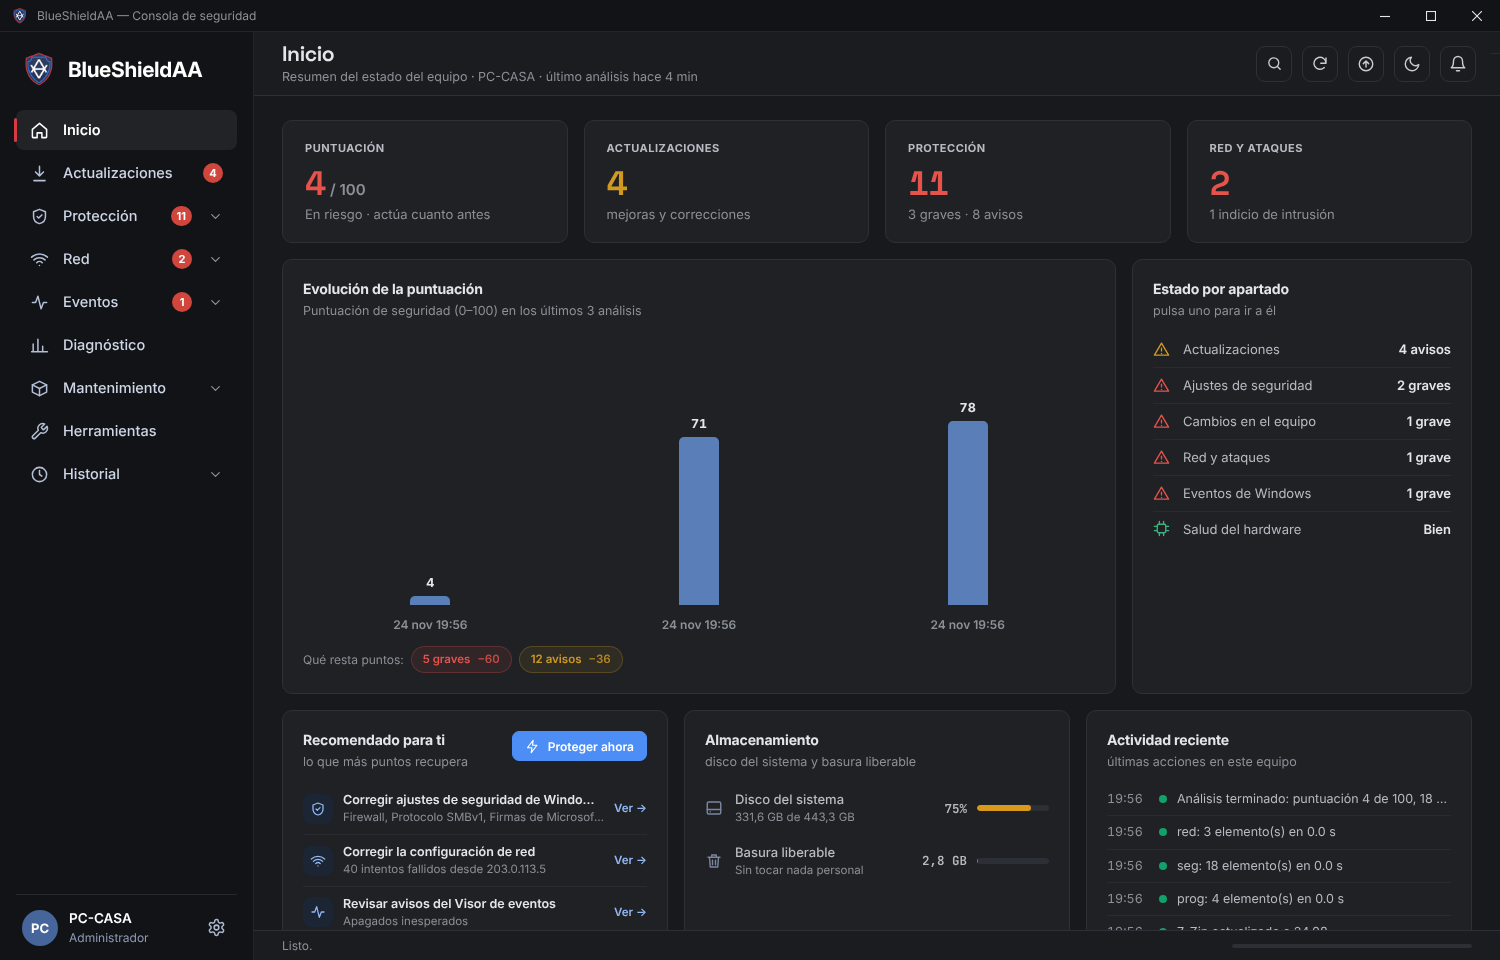 BlueShieldAA — Consola de seguridad
BlueShieldAA
Inicio
Actualizaciones 4
Protección 11
Red 2
Eventos 1
Diagnóstico
Mantenimiento
Herramientas
Historial
PC PC-CASA
Administrador
Inicio
Resumen del estado del equipo · PC-CASA · último análisis hace 4 min
PUNTUACIÓN
4 / 100
En riesgo · actúa cuanto antes
ACTUALIZACIONES
4
mejoras y correcciones
PROTECCIÓN
11
3 graves · 8 avisos
RED Y ATAQUES
2
1 indicio de intrusión
Evolución de la puntuación
Puntuación de seguridad (0–100) en los últimos 3 análisis
4 71 78
24 nov 19:56 24 nov 19:56 24 nov 19:56
Qué resta puntos: 5 graves −60 12 avisos −36
Estado por apartado
pulsa uno para ir a él
Actualizaciones 4 avisos
Ajustes de seguridad 2 graves
Cambios en el equipo 1 grave
Red y ataques 1 grave
Eventos de Windows 1 grave
Salud del hardware Bien
Recomendado para ti
lo que más puntos recupera
Proteger ahora
Corregir ajustes de seguridad de Windo...
Firewall, Protocolo SMBv1, Firmas de Microsof...
Ver →
Corregir la configuración de red
40 intentos fallidos desde 203.0.113.5
Ver →
Revisar avisos del Visor de eventos
Apagados inesperados
Ver →
Almacenamiento
disco del sistema y basura liberable
Disco del sistema
331,6 GB de 443,3 GB
75%
Basura liberable
Sin tocar nada personal
2,8 GB
Actividad reciente
últimas acciones en este equipo
19:56 Análisis terminado: puntuación 4 de 100, 18 ...
19:56 red: 3 elemento(s) en 0.0 s
19:56 seg: 18 elemento(s) en 0.0 s
19:56 prog: 4 elemento(s) en 0.0 s
Listo.